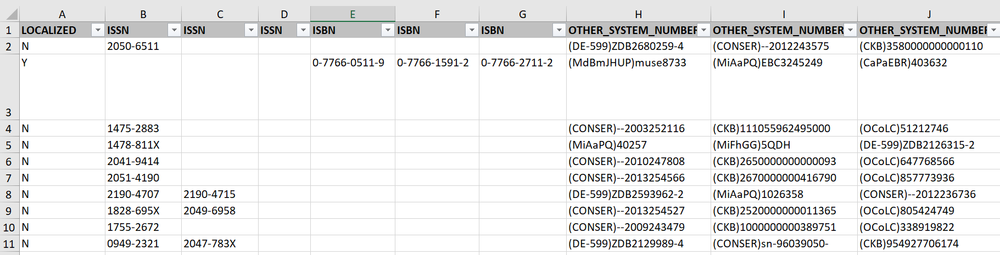 A B C D E F G H I J
1 LOCALIZED ISSN ISSN ISSN ISBN ISBN ISBN OTHER_SYSTEM_NUMBER OTHER_SYSTEM_NUMBER OTHER_SYSTEM_NUMBER
2 N 2050-6511 (DE-599)ZDB2680259-4 (CONSER)--2012243575 (CKB)3580000000000110
3 Y 0-7766-0511-9 0-7766-1591-2 0-7766-2711-2 (MdBmJHUP)muse8733 (MiAaPQ)EBC3245249 (CaPaEBR)403632
4 N 1475-2883 (CONSER)--2003252116 (CKB)111055962495000 (OCoLC)51212746
5 N 1478-811X (MiAaPQ)40257 (MiFhGG)5QDH (DE-599)ZDB2126315-2
6 N 2041-9414 (CONSER)--2010247808 (CKB)2650000000000093 (OCoLC)647768566
7 N 2051-4190 (CONSER)--2013254566 (CKB)2670000000416790 (OCoLC)857773936
8 N 2190-4707 2190-4715 (DE-599)ZDB2593962-2 (MiAaPQ)1026358 (CONSER)--2012236736
9 N 1828-695X 2049-6958 (CONSER)--2013254527 (CKB)2520000000011365 (OCoLC)805424749
10 N 1755-2672 (CONSER)--2009243479 (CKB)1000000000389751 (OCoLC)338919822
11 N 0949-2321 2047-783X (DE-599)ZDB2129989-4 (CONSER)sn-96039050- (CKB)954927706174